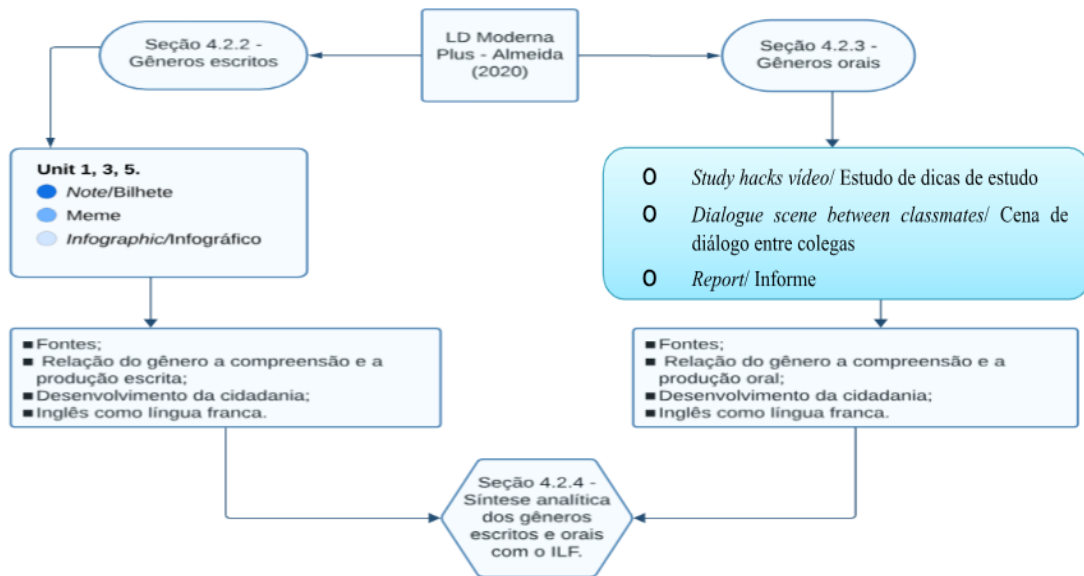 Seção 4.2.2 -
Gêneros escritos
LD Moderna
Plus - Almeida
(2020)
Seção 4.2.3 -
Gêneros orais
Unit 1, 3, 5.
Note/Bilhete
Meme
Infographic/Infográfico
O Study hacks vídeo/ Estudo de dicas de estudo
O Dialogue scene between classmates/ Cena de
diálogo entre colegas
O Report/ Informe
■ Fontes;
■ Relação do gênero a compreensão e a
produção escrita;
■ Desenvolvimento da cidadania;
■ Inglês como língua franca.
■ Fontes;
■ Relação do gênero a compreensão e a
produção oral;
■ Desenvolvimento da cidadania;
■ Inglês como língua franca.
Seção 4.2.4 -
Síntese analítica
dos gêneros
escritos e orais
com o ILF.